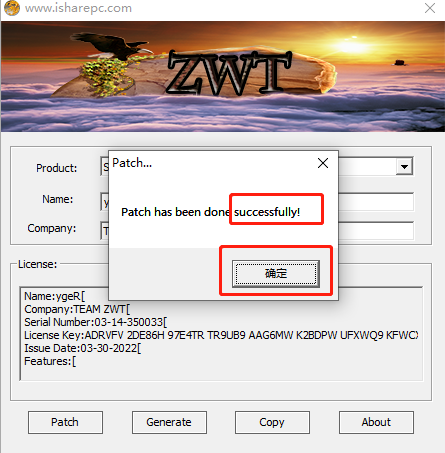 www.isharepc.com
ZWT
Product:
Name:
Company:
Patch...
Patch has been done successfully!
确定
License:
Name:ygeR[
Company:TEAM ZWT[
Serial Number:03-14-350033[
License Key:ADRVFV 2DE86H 97E4TR TR9UB9 AAG6MW K2BDPW UFXWQ9 KFWCX
Issue Date:03-30-2022[
Features:[
Patch
Generate
Copy
About